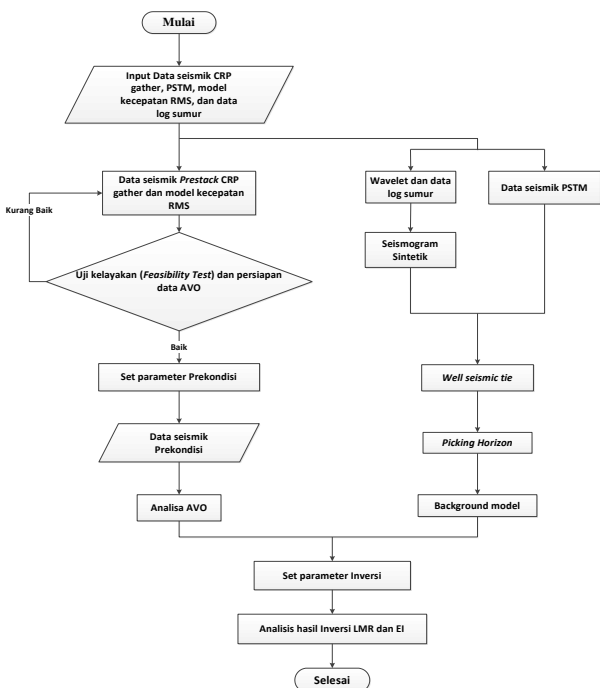 Mulai
Input Data seismik CRP
gather, PSTM, model
kecepatan RMS, dan data
log sumur
Data seismik Prestack CRP
gather dan model kecepatan
RMS
Wavelet dan data
log sumur
Data seismik PSTM
Kurang Baik
Seismogram
Sintetik
Uji kelayakan (Feasibility Test) dan persiapan
data AVO
Baik
Set parameter Prekondisi
Well seismic tie
Data seismik
Prekondisi
Picking Horizon
Analisa AVO
Background model
Set parameter Inversi
Analisis hasil Inversi LMR dan EI
Selesai